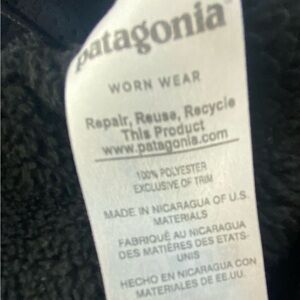 patagonia®
WORN WEAR
Repair, Reuse, Recycle
This Product
www.patagonia.com
100% POLYESTER
EXCLUSIVE OF TRIM
MADE IN NICARAGUA OF U.S.
MATERIALS
FABRIQUÉ AU NICARAGUA
DES MATIÈRES DES ÉTATS-
UNIS
HECHO EN NICARAGUA CON
MATERIALES DE EE.UU.